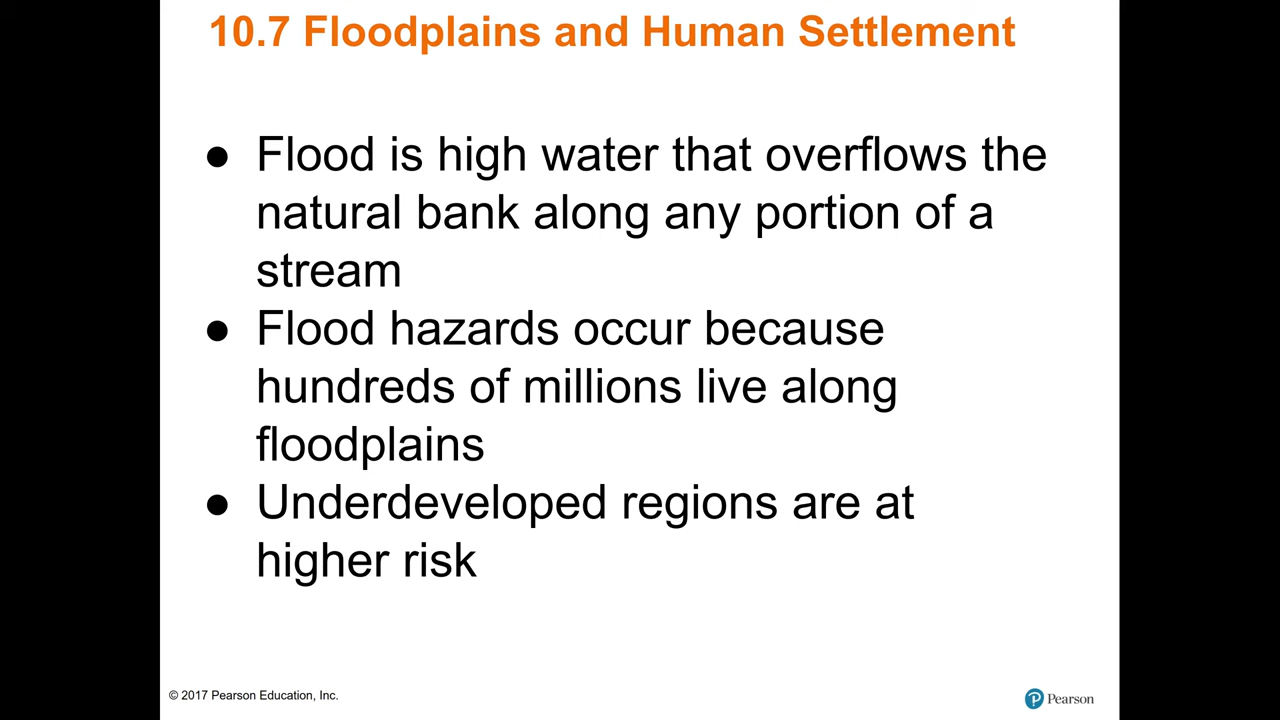 10.7 Floodplains and Human Settlement
● Flood is high water that overflows the
natural bank along any portion of a
stream
● Flood hazards occur because
hundreds of millions live along
floodplains
● Underdeveloped regions are at
higher risk
© 2017 Pearson Education, Inc.
P Pearson